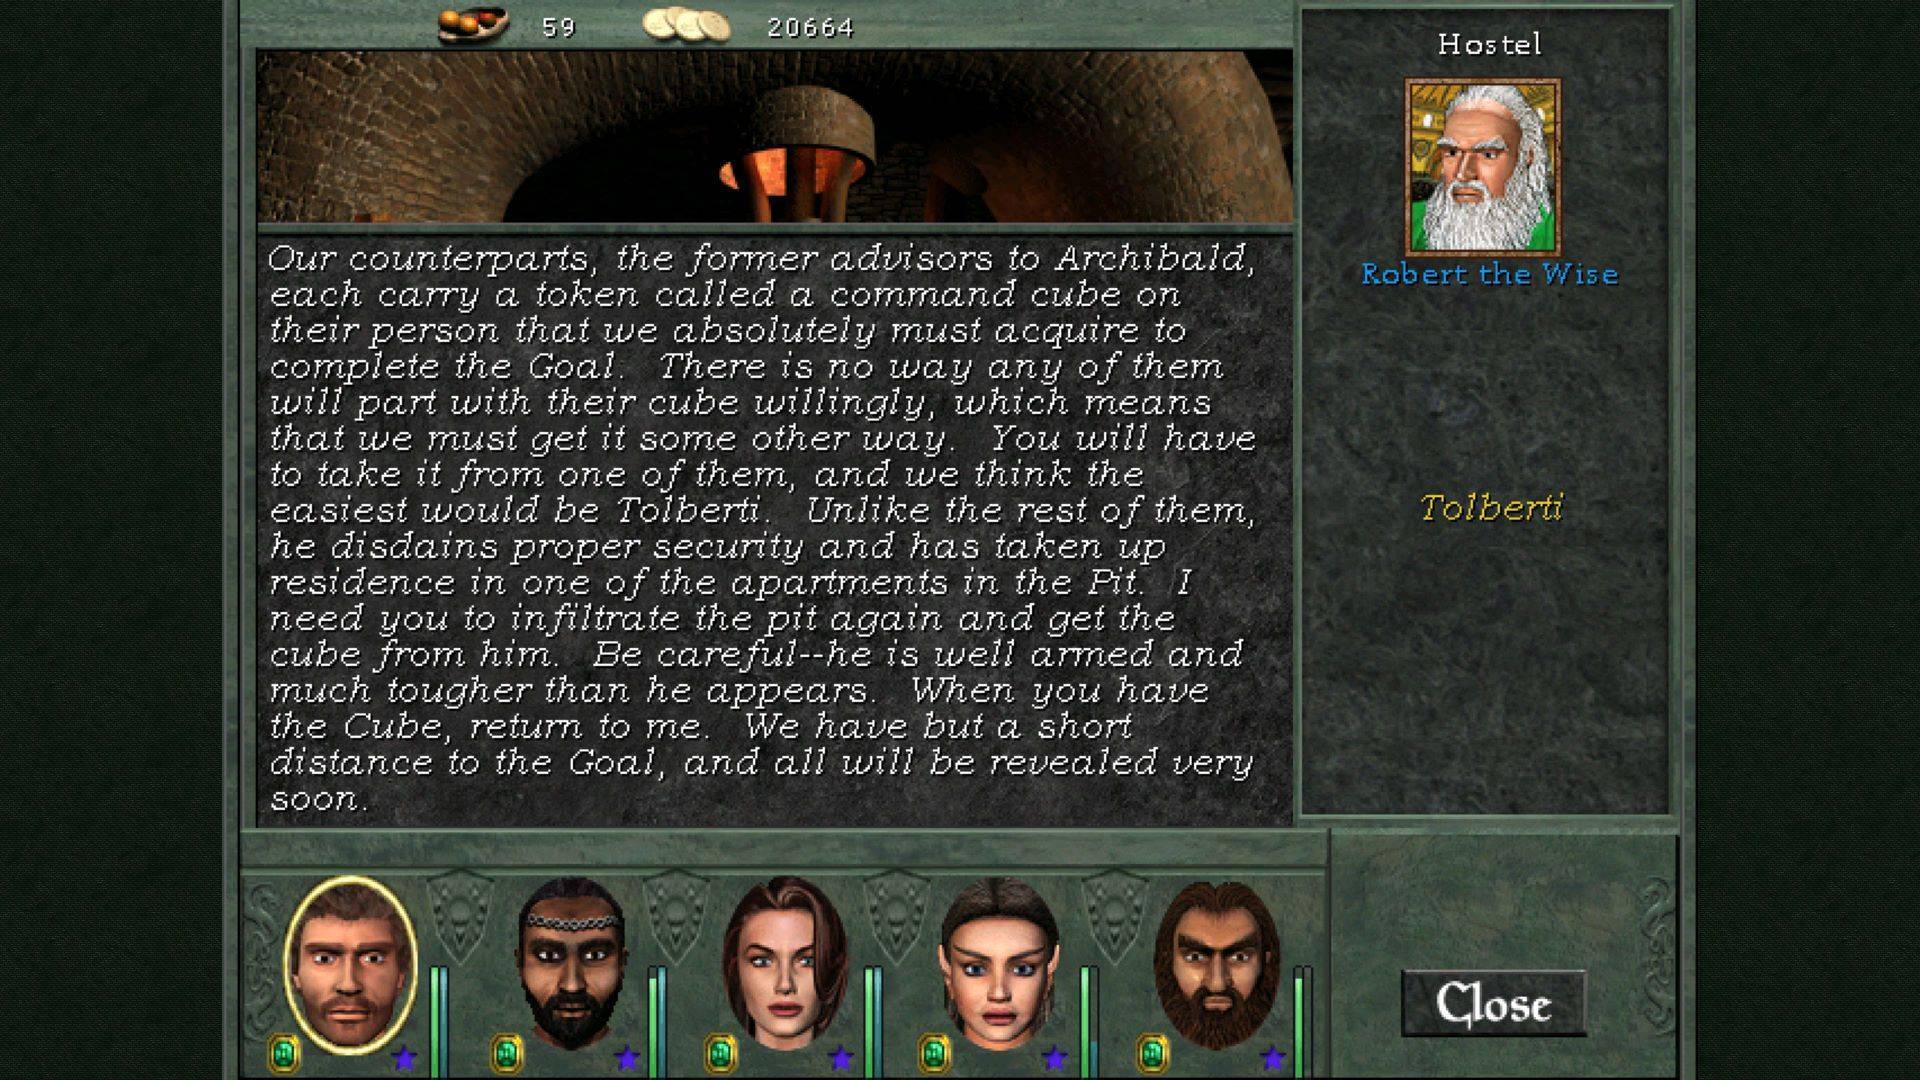 59
20664
Hostel
Robert the Wise
Our counterparts, the former advisors to Archibald,
each carry a token called a command cube on
their person that we absolutely must acquire to
complete the Goal.  There is no way any of them
will part with their cube willingly, which means
that we must get it some other way.  You will have
to take it from one of them, and we think the
easiest would be Tolberti.  Unlike the rest of them,
he disdains proper security and has taken up
residence in one of the apartments in the Pit.  I
need you to infiltrate the pit again and get the
cube from him.  Be careful--he is well armed and
much tougher than he appears.  When you have
the Cube, return to me.  We have but a short
distance to the Goal, and all will be revealed very
soon.
Tolberti
Close